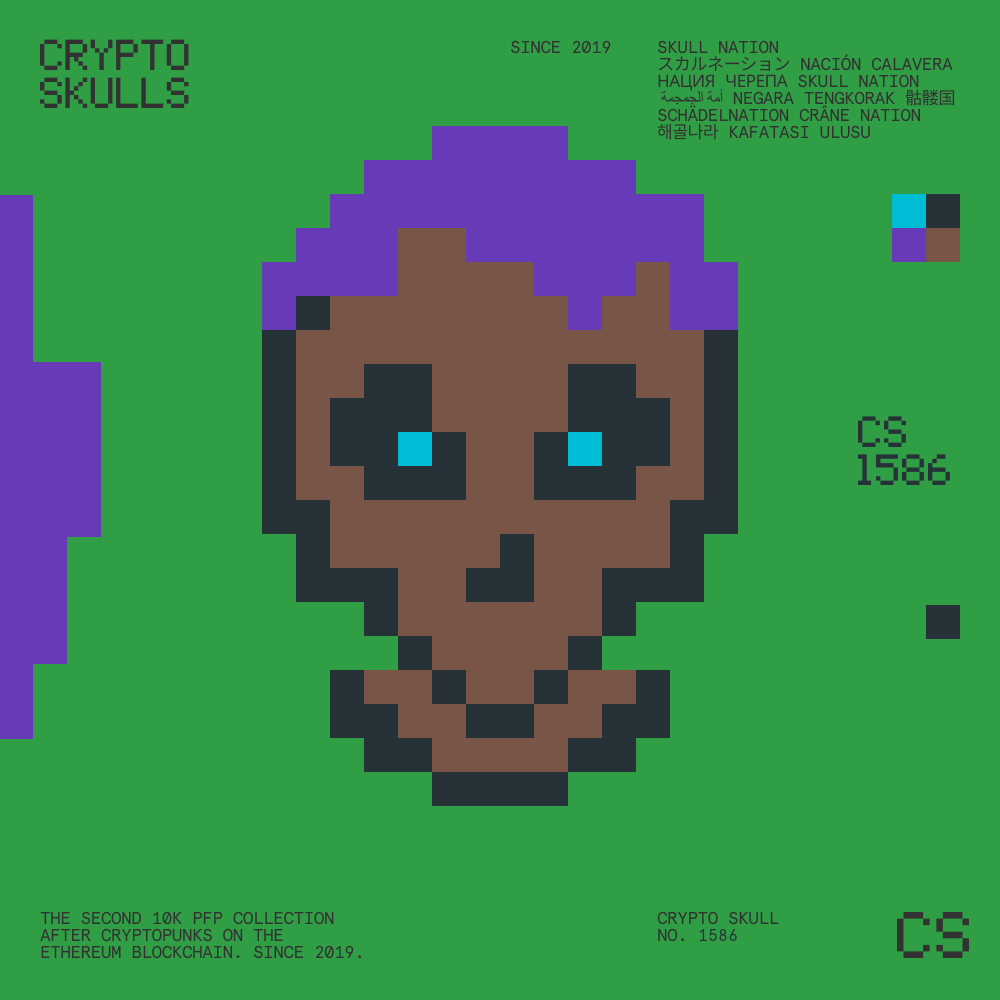 CRYPTO
SKULLS
SINCE 2019
SKULL NATION
スカルネーション NACIÓN CALAVERA
НАЦИЯ ЧЕРЕПА SKULL NATION
أمة الجمجمة NEGARA TENGKORAK 骷髅国
SCHÄDELNATION CRÂNE NATION
해골나라 KAFATASI ULUSU
CS
1586
THE SECOND 10K PFP COLLECTION
AFTER CRYPTOPUNKS ON THE
ETHEREUM BLOCKCHAIN. SINCE 2019.
CRYPTO SKULL
NO. 1586
CS